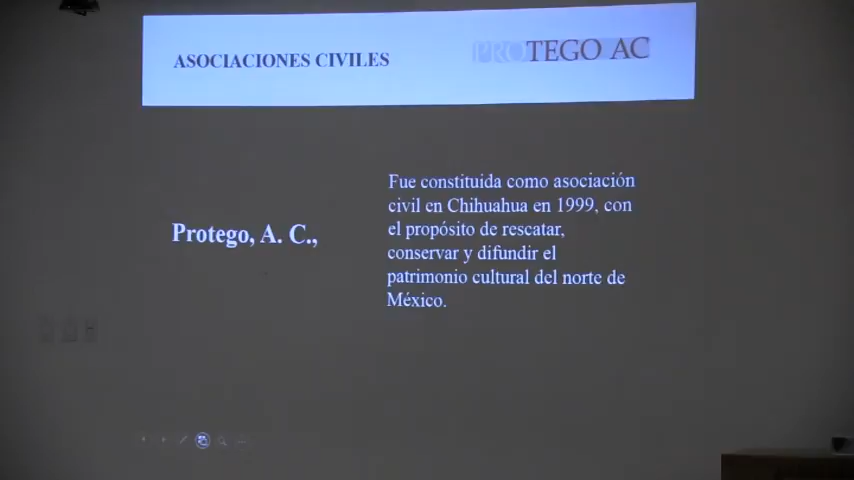 ASOCIACIONES CIVILES
PROTEGO AC
Protego, A. C.,
Fue constituida como asociación
civil en Chihuahua en 1999, con
el propósito de rescatar,
conservar y difundir el
patrimonio cultural del norte de
México.